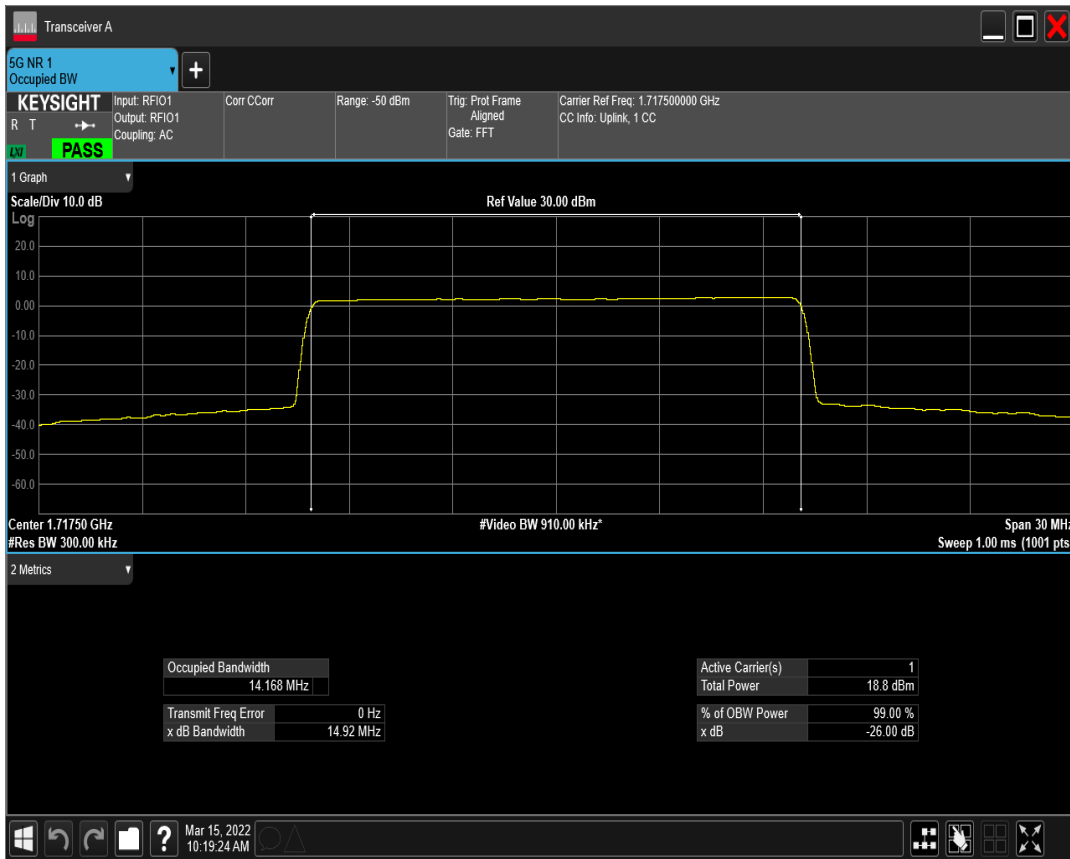 Transceiver A
5G NR 1
Occupied BW
KEYSIGHT
R T
LXI
PASS
Input: RFIO1
Output: RFIO1
Coupling: AC
Corr CCorr
Range: -50 dBm
Trig: Prot Frame
Aligned
Gate: FFT
Carrier Ref Freq: 1.717500000 GHz
CC Info: Uplink, 1 CC
1 Graph
Scale/Div 10.0 dB
Ref Value 30.00 dBm
Log
20.0
10.0
0.00
-10.0
-20.0
-30.0
-40.0
-50.0
-60.0
Center 1.71750 GHz
#Video BW 910.00 kHz*
Span 30 MHz
#Res BW 300.00 kHz
Sweep 1.00 ms (1001 pts
2 Metrics
Occupied Bandwidth
14.168 MHz
Transmit Freq Error 0 Hz
x dB Bandwidth 14.92 MHz
Active Carrier(s) 1
Total Power 18.8 dBm
% of OBW Power 99.00 %
x dB -26.00 dB
?
Mar 15, 2022
10:19:24 AM